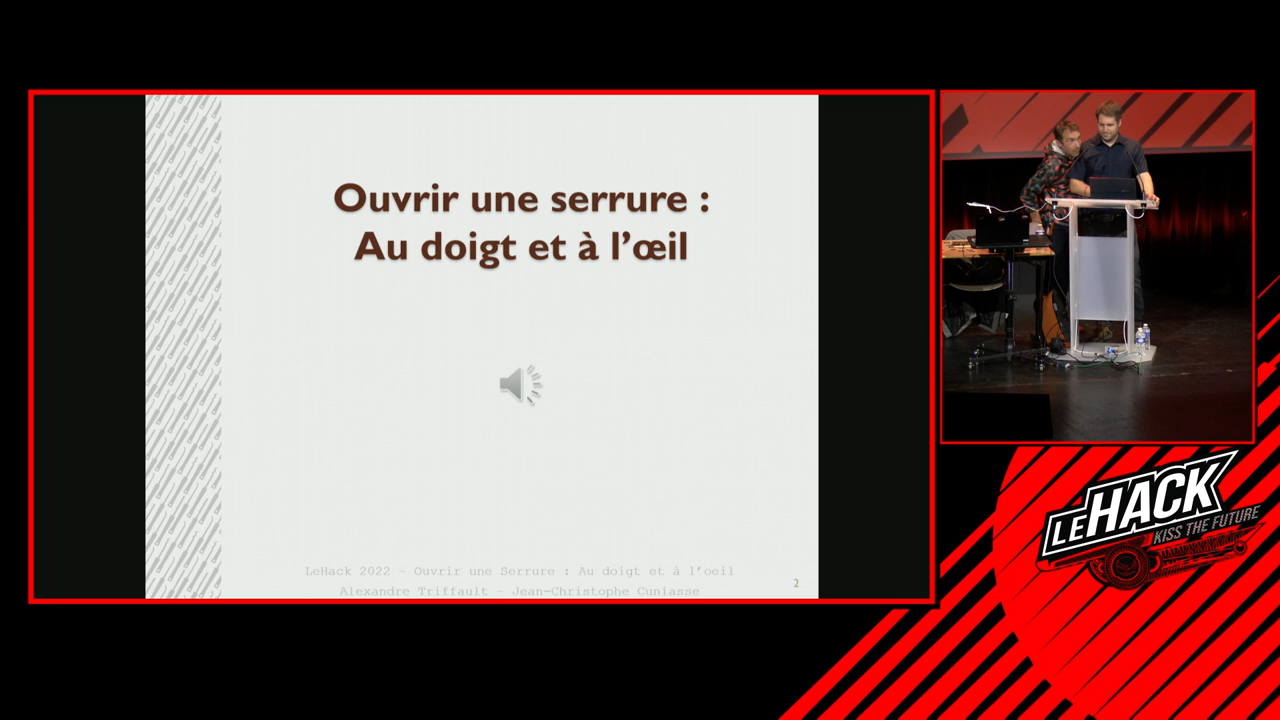 Ouvrir une serrure :
Au doigt et à l'œil
LeHack 2022 – Ouvrir une Serrure : Au doigt et à l'oeil
Alexandre Triffault – Jean-Christophe Cuniasse
2
LEHACK
KISS THE FUTURE